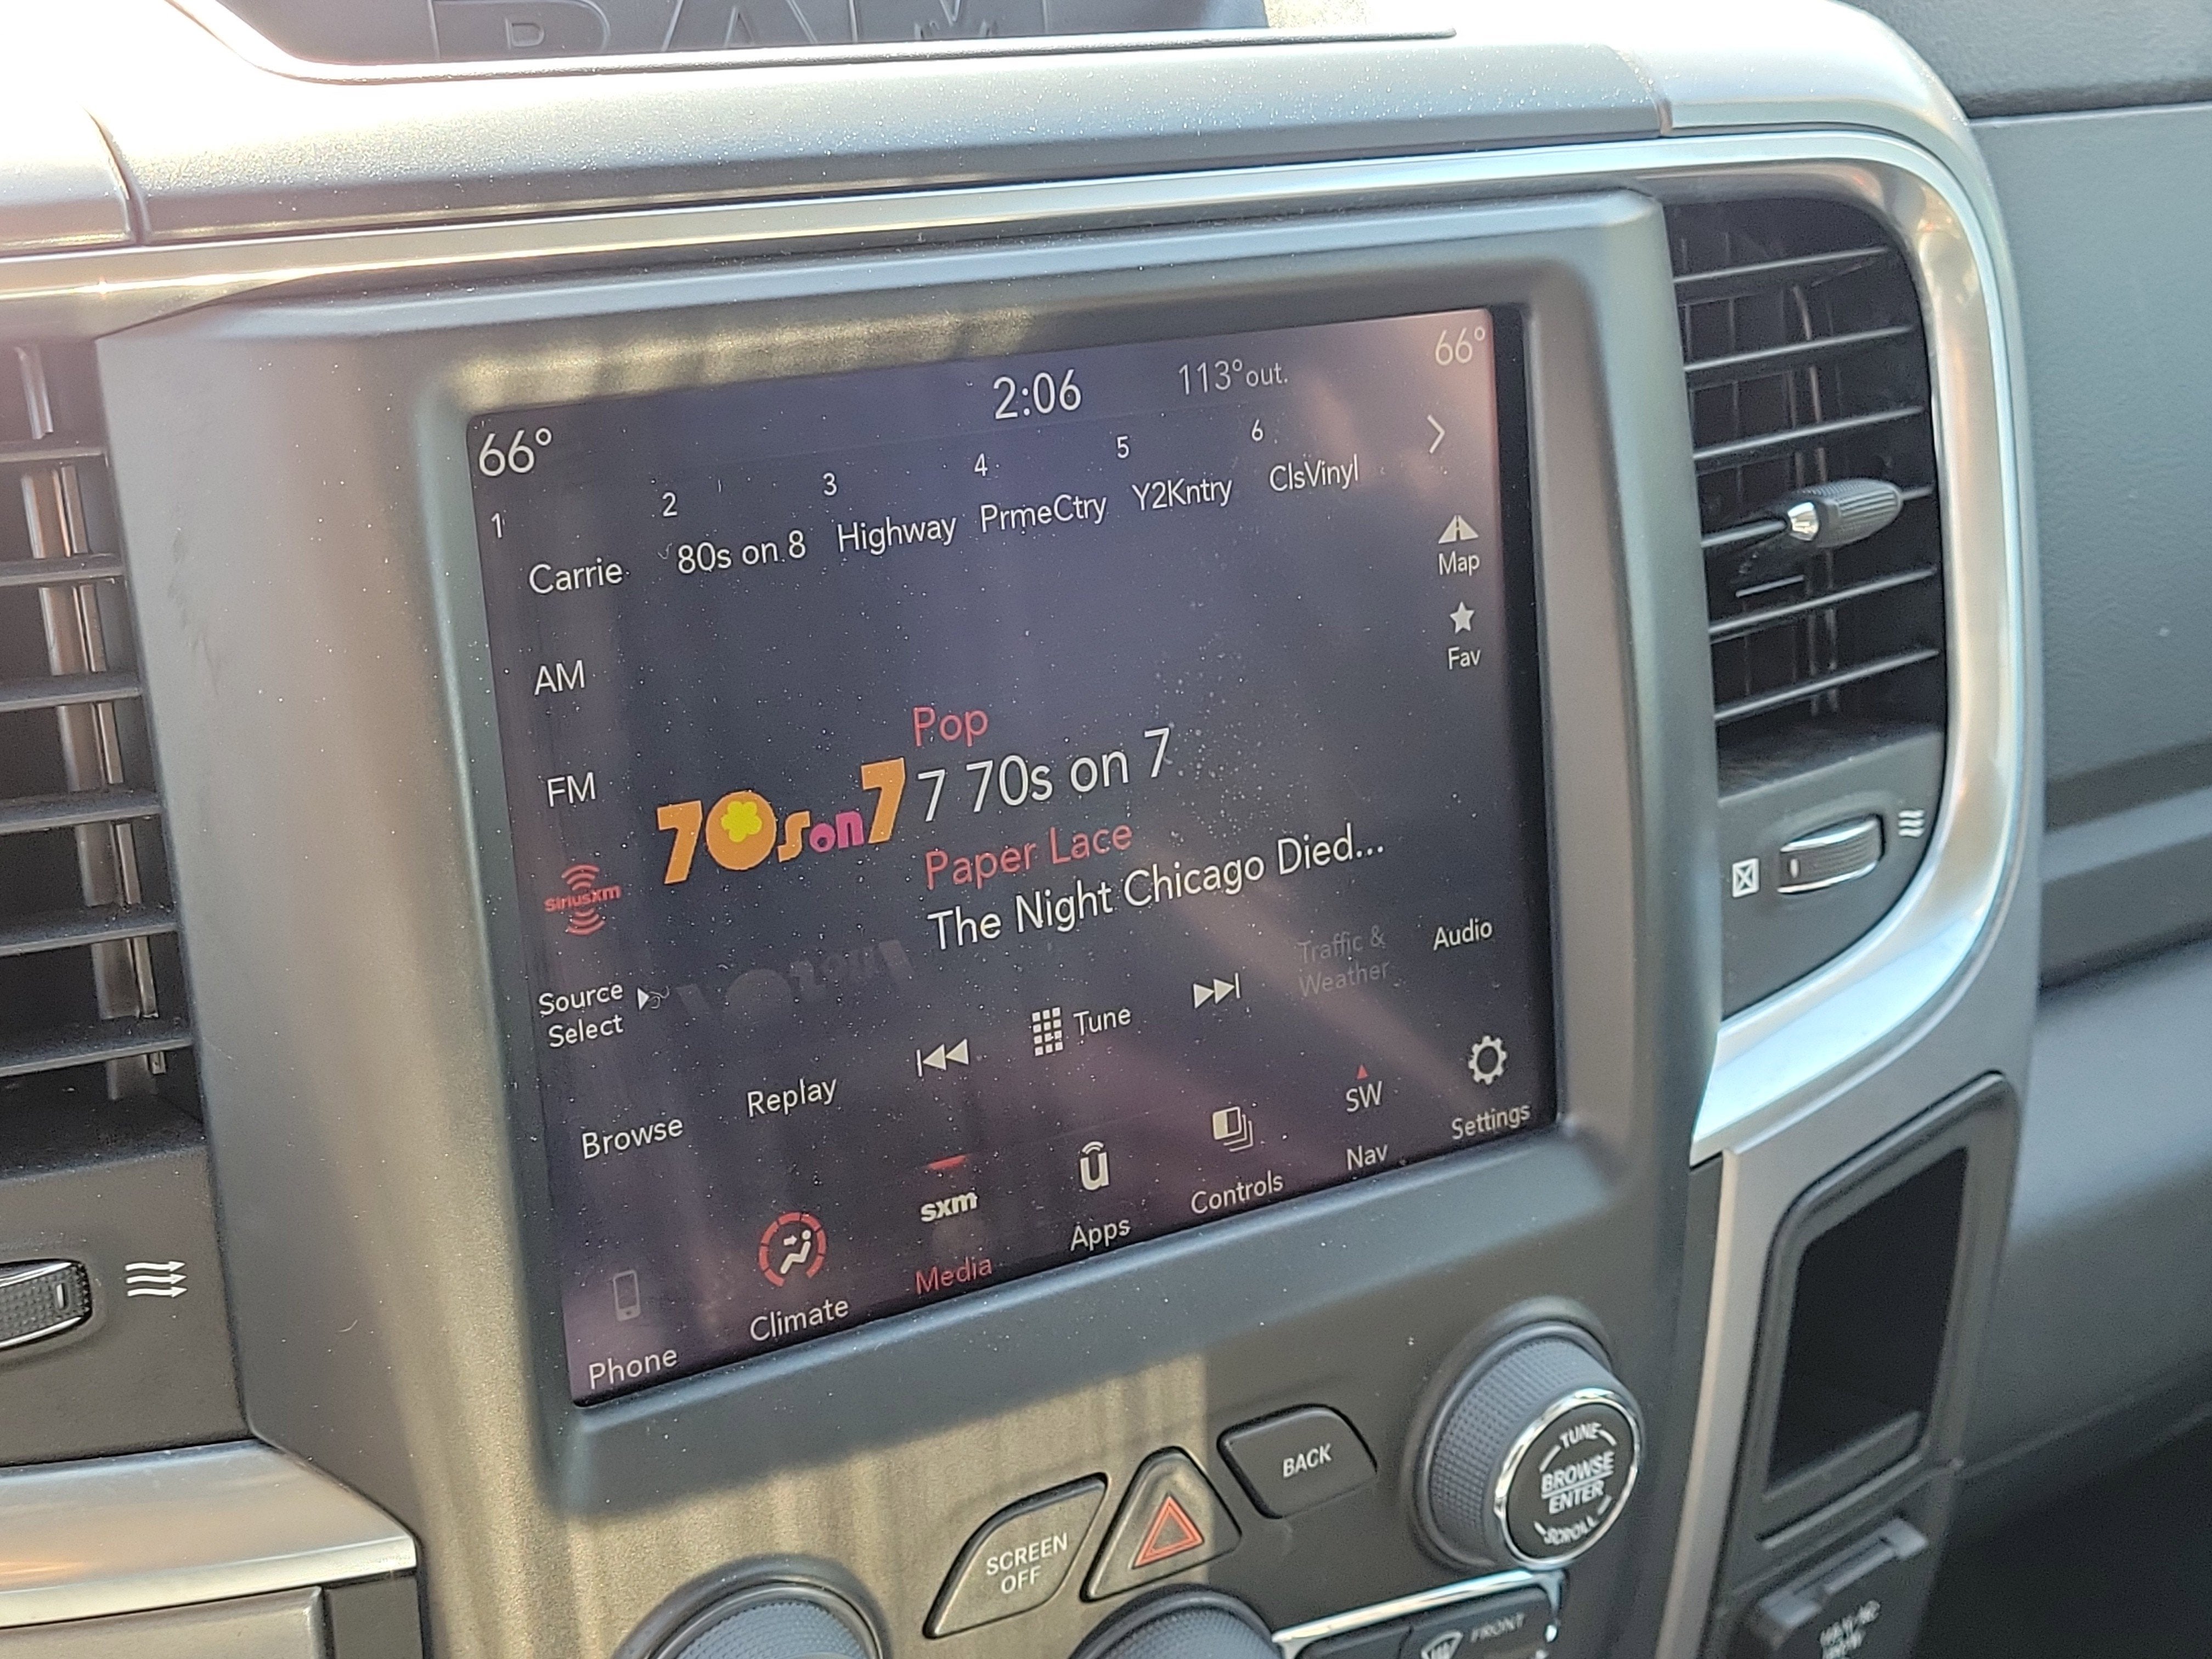 RAM
66°
2:06
113°out.
66°
1
Carrie
2
80s on 8
3
Highway
4
PrmeCtry
5
Y2Kntry
6
ClsVinyl
Map
Fav
AM
FM
siriusxm
Source
Select
70s on 7
Pop
7 70s on 7
Paper Lace
The Night Chicago Died...
Traffic &
Weather
Audio
Browse
Replay
Tune
Phone
Climate
sxm
Media
Apps
Controls
SW
Nav
Settings
SCREEN
OFF
BACK
TUNE
BROWSE
ENTER
SCROLL
FRONT